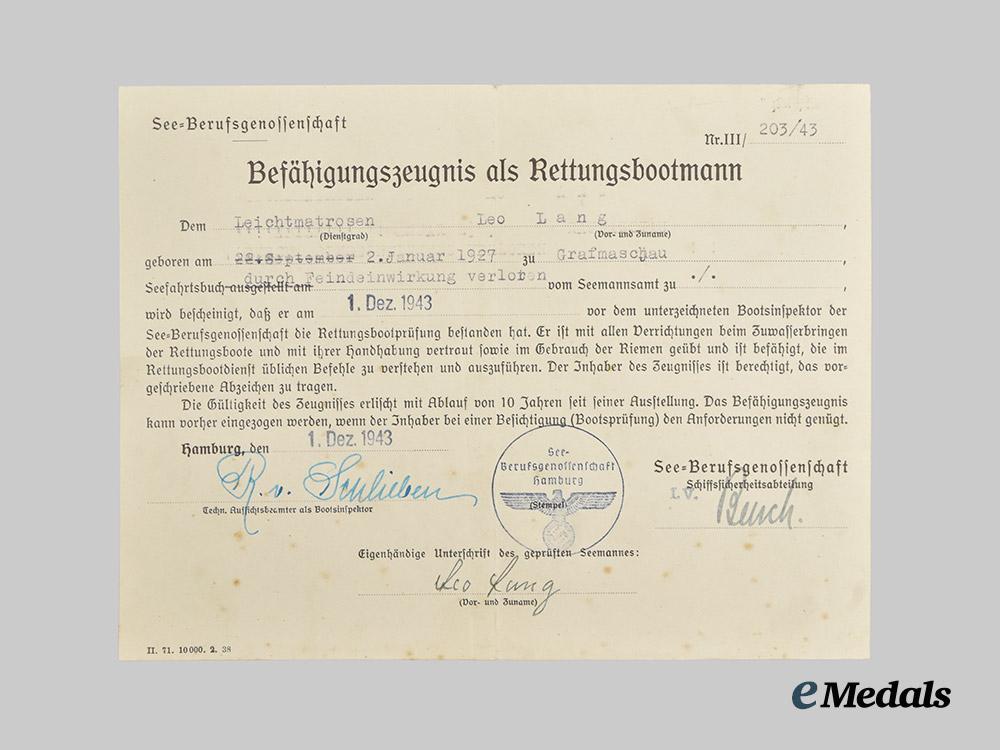 See-Berufsgenossenschaft
Nr.III/ 203/43
Befähigungszeugnis als Rettungsbootmann
Dem Leichtmatrosen Leo Lang ,
(Dienstgrad) (Vor- und Zuname)
geboren am 22.September 2.Januar 1927 zu Grafmaschau ,
durch Feindeinwirkung verloren
Seefahrtsbuch ausgestellt am vom Seemannsamt zu ./. ,
wird bescheinigt, daß er am 1. Dez. 1943 vor dem unterzeichneten Bootsinspektor der
See-Berufsgenossenschaft die Rettungsbootprüfung bestanden hat. Er ist mit allen Verrichtungen beim Zuwasserbringen
der Rettungsboote und mit ihrer Handhabung vertraut sowie im Gebrauch der Riemen geübt und ist befähigt, die im
Rettungsbootdienst üblichen Befehle zu verstehen und auszuführen. Der Inhaber des Zeugnisses ist berechtigt, das vor-
geschriebene Abzeichen zu tragen.
Die Gültigkeit des Zeugnisses erlischt mit Ablauf von 10 Jahren seit seiner Ausstellung. Das Befähigungszeugnis
kann vorher eingezogen werden, wenn der Inhaber bei einer Besichtigung (Bootsprüfung) den Anforderungen nicht genügt.
Hamburg, den 1. Dez. 1943
R. v. Schlieben
Techn. Aufsichtsbeamter als Bootsinspektor
See-
Berufsgenossenschaft
Hamburg
(Stempel)
See-Berufsgenossenschaft
Schiffssicherheitsabteilung
I.V.
Eigenhändige Unterschrift des geprüften Seemannes:
Leo Lang
(Vor- und Zuname)
II. 71. 10000. 2. 38
eMedals